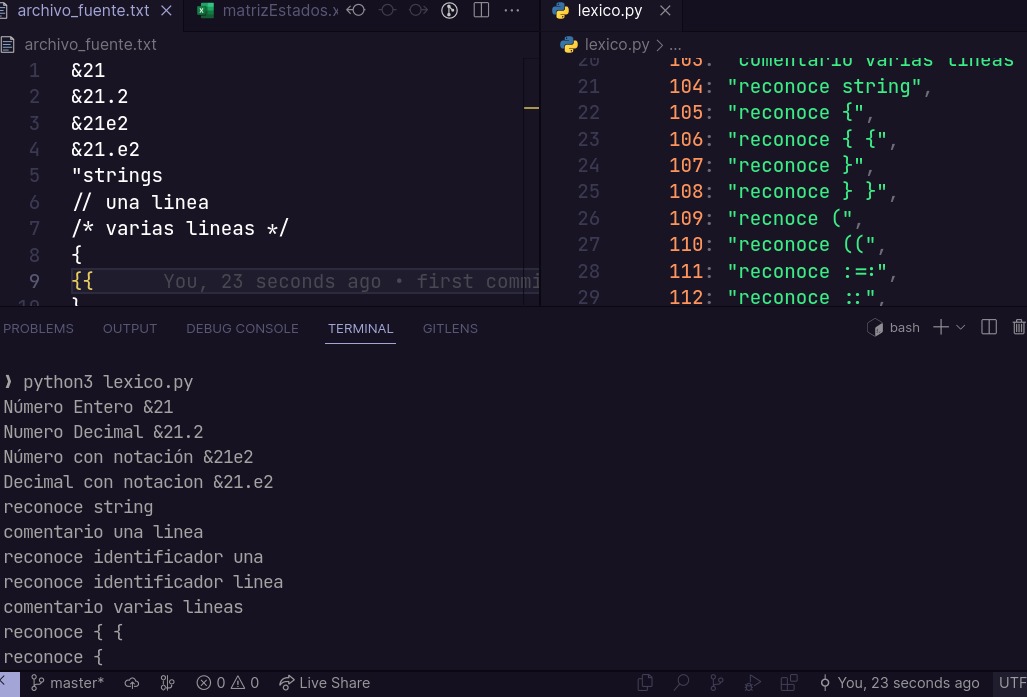 archivo_fuente.txt
matrizEstados.x
lexico.py
archivo_fuente.txt
lexico.py > ...
1 &21
2 &21.2
3 &21e2
4 &21.e2
5 "strings
6 // una linea
7 /* varias lineas */
8 {
9 {{ You, 23 seconds ago • first commi
10 }
20 103: "comentario varias lineas
21 104: "reconoce string",
22 105: "reconoce {",
23 106: "reconoce { {",
24 107: "reconoce }",
25 108: "reconoce } }",
26 109: "recnoce (",
27 110: "reconoce ((",
28 111: "reconoce :=:",
29 112: "reconoce ::",
PROBLEMS OUTPUT DEBUG CONSOLE TERMINAL GITLENS
bash
❯ python3 lexico.py
Número Entero &21
Numero Decimal &21.2
Número con notación &21e2
Decimal con notacion &21.e2
reconoce string
comentario una linea
reconoce identificador una
reconoce identificador linea
comentario varias lineas
reconoce { {
reconoce {
master* 0 0 Live Share You, 23 seconds ago UTF